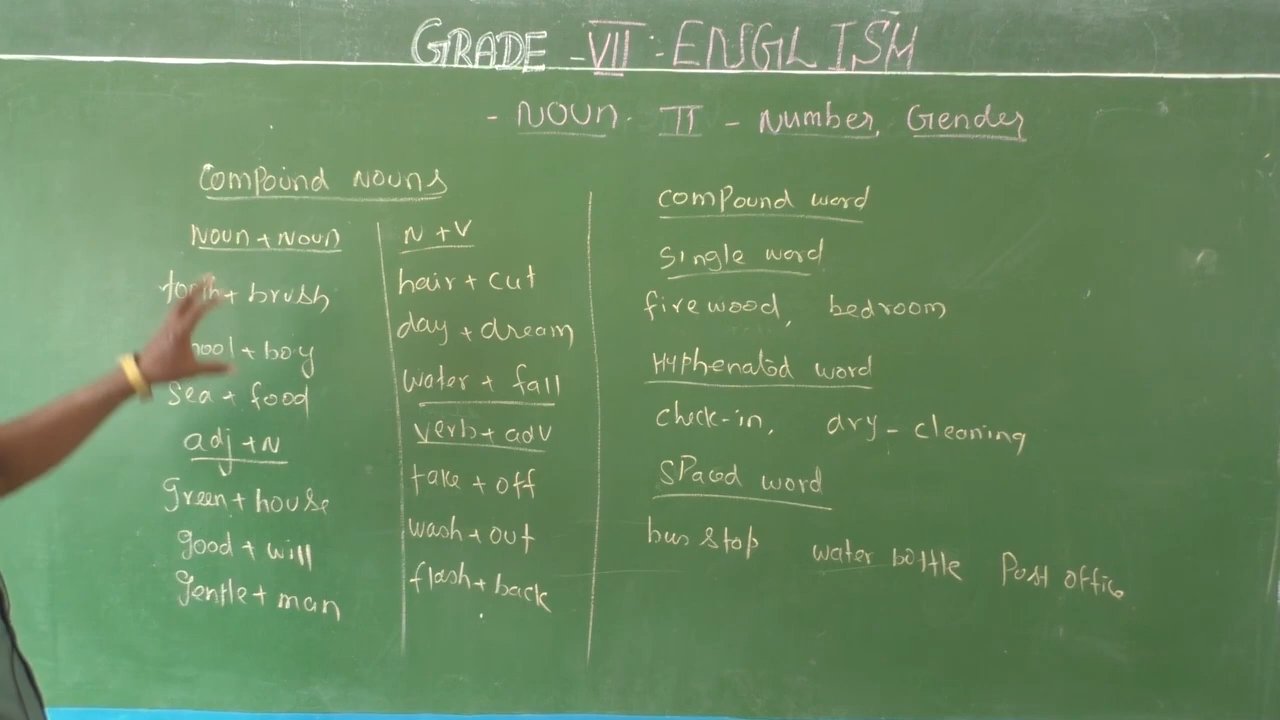 GRADE - VII : ENGLISH
- NOUN. II - Number, Gender
Compound Nouns
Noun + Noun
tooth + brush
+ boy
Sea + food
adj + N
Green + house
good + will
Gentle + man
N + V
hair + cut
day + dream
water + fall
Verb + adv
take + off
wash + out
flash + back
compound word
Single word
firewood, bedroom
Hyphenated word
check-in, dry-cleaning
Spaced word
bus stop water bottle Post office